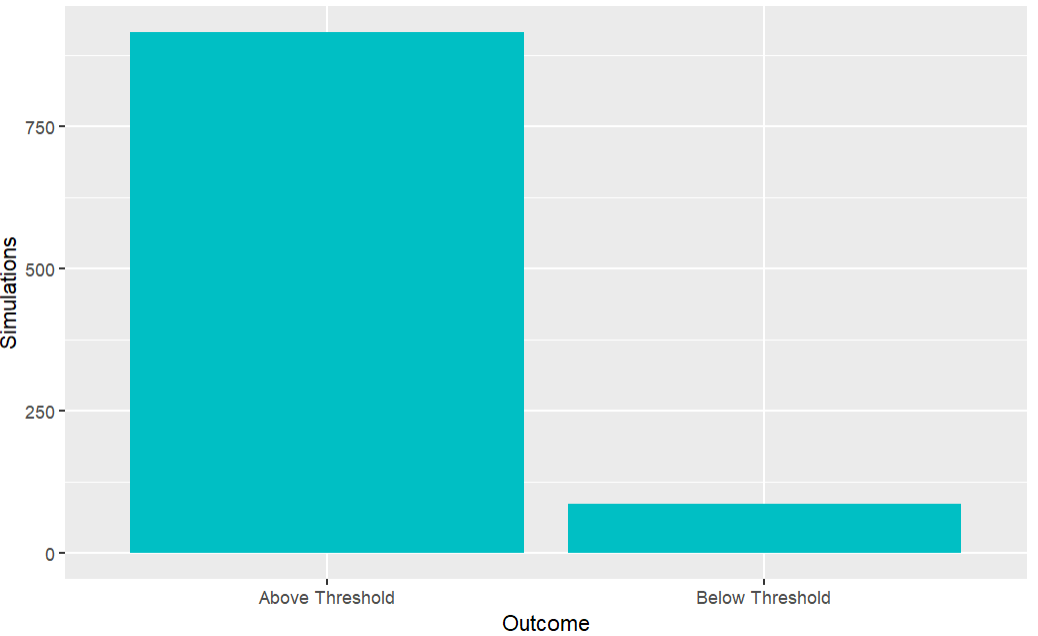 Simulations
750
500
250
0
Above Threshold
Below Threshold
Outcome